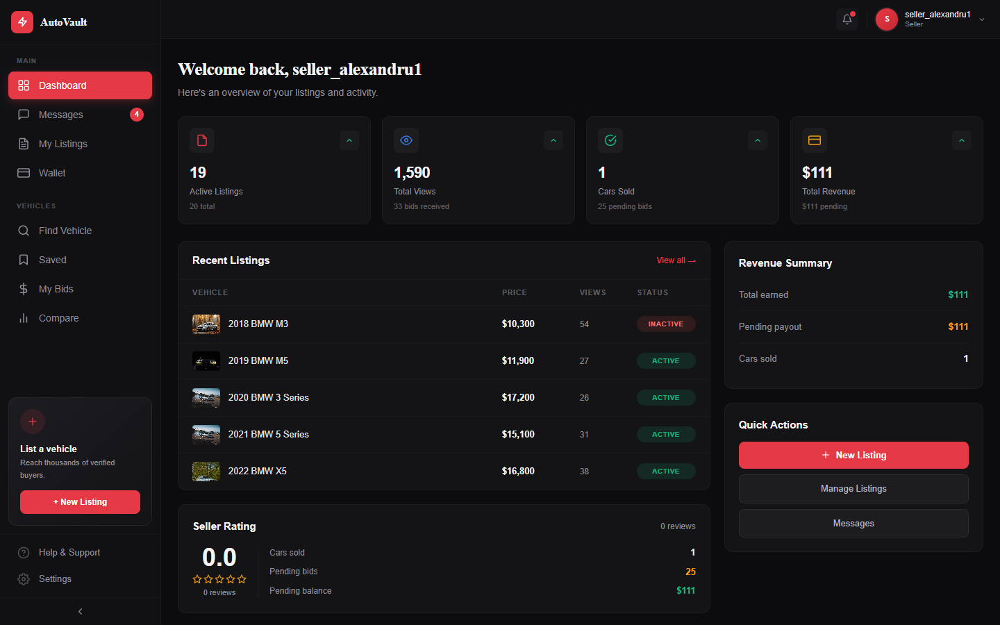 AutoVault
MAIN
Dashboard
Messages 4
My Listings
Wallet
VEHICLES
Find Vehicle
Saved
My Bids
Compare
List a vehicle
Reach thousands of verified
buyers.
+ New Listing
Help & Support
Settings
S seller_alexandru1
Seller
Welcome back, seller_alexandru1
Here's an overview of your listings and activity.
19
Active Listings
20 total
1,590
Total Views
33 bids received
1
Cars Sold
25 pending bids
$111
Total Revenue
$111 pending
Recent Listings View all →
VEHICLE PRICE VIEWS STATUS
2018 BMW M3 $10,300 54 INACTIVE
2019 BMW M5 $11,900 27 ACTIVE
2020 BMW 3 Series $17,200 26 ACTIVE
2021 BMW 5 Series $15,100 31 ACTIVE
2022 BMW X5 $16,800 38 ACTIVE
Seller Rating 0 reviews
0.0
0 reviews
Cars sold 1
Pending bids 25
Pending balance $111
Revenue Summary
Total earned $111
Pending payout $111
Cars sold 1
Quick Actions
+ New Listing
Manage Listings
Messages